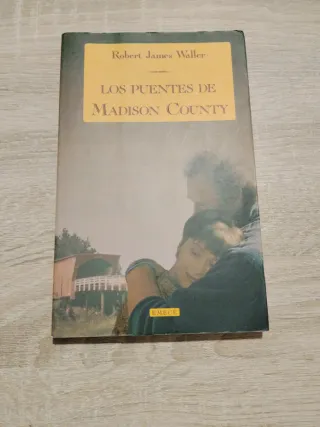 Robert James Waller
LOS PUENTES DE
MADISON COUNTY
EMECÉ